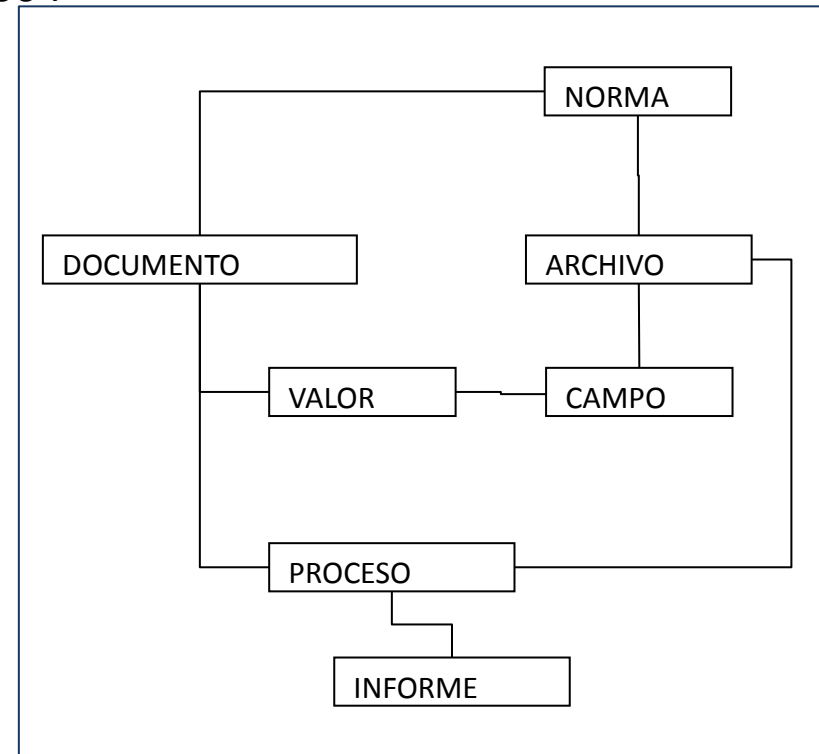 NORMA
DOCUMENTO
ARCHIVO
VALOR
CAMPO
PROCESO
INFORME